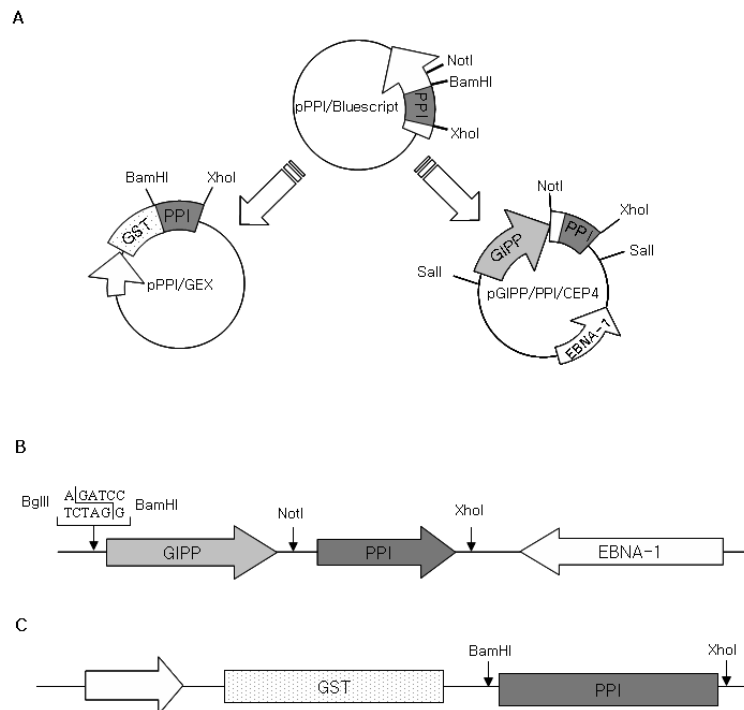 A
NotI
BamHI
PPI
pPPI/Bluescript
XhoI
BamHI
XhoI
GST
PPI
pPPI/GEX
NotI
XhoI
GIPP
PPI
SalI
SalI
pGIPP/PPI/CEP4
EBNA-1
B
BglII
A GATCC
TCTAG G
BamHI
NotI
XhoI
GIPP
PPI
EBNA-1
C
BamHI
XhoI
GST
PPI